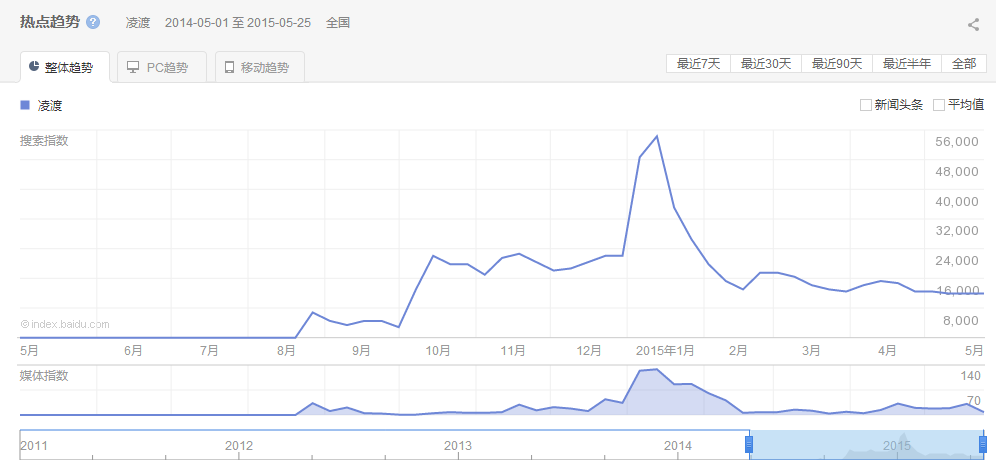 热点趋势 ? 凌渡 2014-05-01 至 2015-05-25 全国
整体趋势 PC趋势 移动趋势 最近7天 最近30天 最近90天 最近半年 全部
凌渡 新闻头条 平均值
搜索指数
56,000
48,000
40,000
32,000
24,000
16,000
8,000
© index.baidu.com
5月 6月 7月 8月 9月 10月 11月 12月 2015年1月 2月 3月 4月 5月
媒体指数
140
70
2011 2012 2013 2014 2015